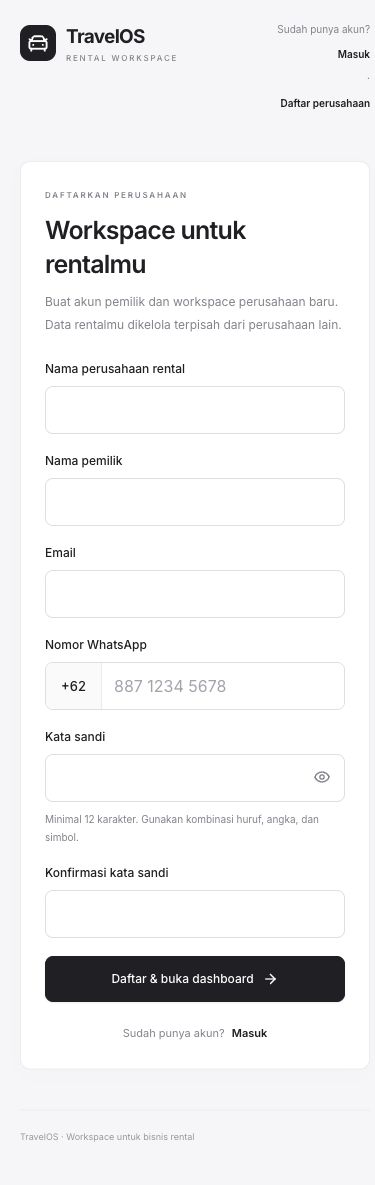 TravelOS
RENTAL WORKSPACE
Sudah punya akun?
Masuk
·
Daftar perusahaan
DAFTARKAN PERUSAHAAN
Workspace untuk
rentalmu
Buat akun pemilik dan workspace perusahaan baru.
Data rentalmu dikelola terpisah dari perusahaan lain.
Nama perusahaan rental
Nama pemilik
Email
Nomor WhatsApp
+62 887 1234 5678
Kata sandi
Minimal 12 karakter. Gunakan kombinasi huruf, angka, dan
simbol.
Konfirmasi kata sandi
Daftar & buka dashboard →
Sudah punya akun? Masuk
TravelOS · Workspace untuk bisnis rental